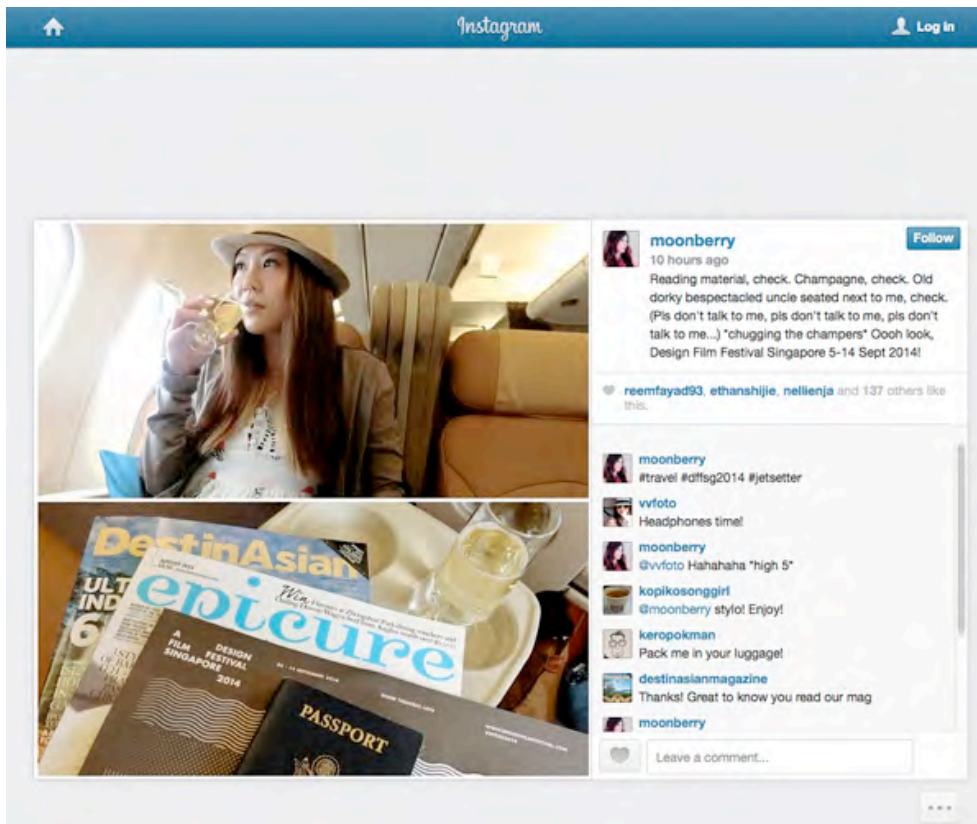 Instagram
Log in
moonberry
Follow
10 hours ago
Reading material, check. Champagne, check. Old
dorky bespectacled uncle seated next to me, check.
(Pls don't talk to me, pls don't talk to me, pls don't
talk to me...) *chugging the champers* Oooh look,
Design Film Festival Singapore 5-14 Sept 2014!
reemfayad93, ethanshijie, nellienja and 137 others like
this.
moonberry
#travel #dffsg2014 #jetsetter
vvfoto
Headphones time!
moonberry
@vvfoto Hahahaha *high 5*
kopikosonggirl
@moonberry stylo! Enjoy!
keropokman
Pack me in your luggage!
destinasianmagazine
Thanks! Great to know you read our mag
moonberry
Leave a comment...
DestinAsian
ULT
IND
6
epicure
Win
A
FILM
SINGAPORE
DESIGN
FESTIVAL
2014
PASSPORT